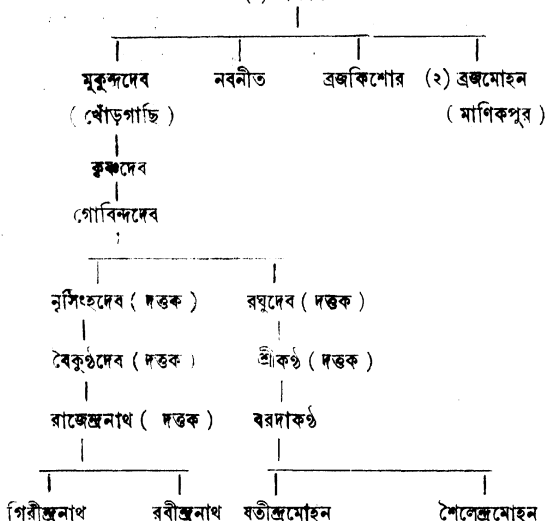 মুকুন্দদেব নবনীত ব্রজকিশোর (২) ব্রজমোহন
(খোঁড়গাছি) (মাণিকপুর)
কৃষ্ণদেব
গোবিন্দদেব
নৃসিংহদেব (দত্তক) রঘুদেব (দত্তক)
বৈকুণ্ঠদেব (দত্তক) শ্রীকণ্ঠ (দত্তক)
রাজেন্দ্রনাথ (দত্তক) বরদাকণ্ঠ
গিরীন্দ্রনাথ রবীন্দ্রনাথ যতীন্দ্রমোহন শৈলেন্দ্রমোহন